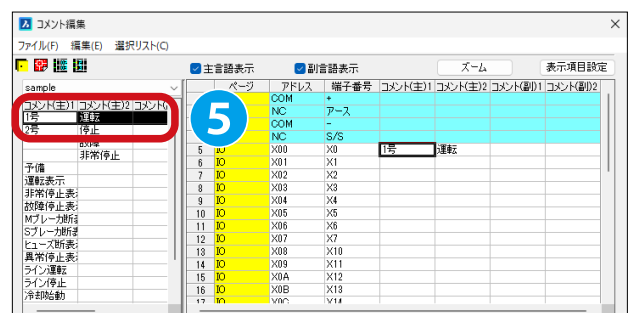 コメント編集
ファイル(F) 編集(E) 選択リスト(C)
主言語表示 副言語表示 ズーム 表示項目設定
sample
コメント(主)1 コメント(主)2 コメント(
1号 運転
2号 停止
故障
非常停止
予備
運転表示
非常停止表
故障停止表
Mブレーカ断
Sブレーカ断
ヒューズ断表
異常停止表
ライン運転
ライン停止
冷却始動
5
ページ アドレス 端子番号 コメント(主)1 コメント(主)2 コメント(副)1 コメント(副)2
COM +
NC アース
COM -
NC S/S
5 IO X00 X0 1号 運転
6 IO X01 X1
7 IO X02 X2
8 IO X03 X3
9 IO X04 X4
10 IO X05 X5
11 IO X06 X6
12 IO X07 X7
13 IO X08 X10
14 IO X09 X11
15 IO X0A X12
16 IO X0B X13
17 IO X0C X14